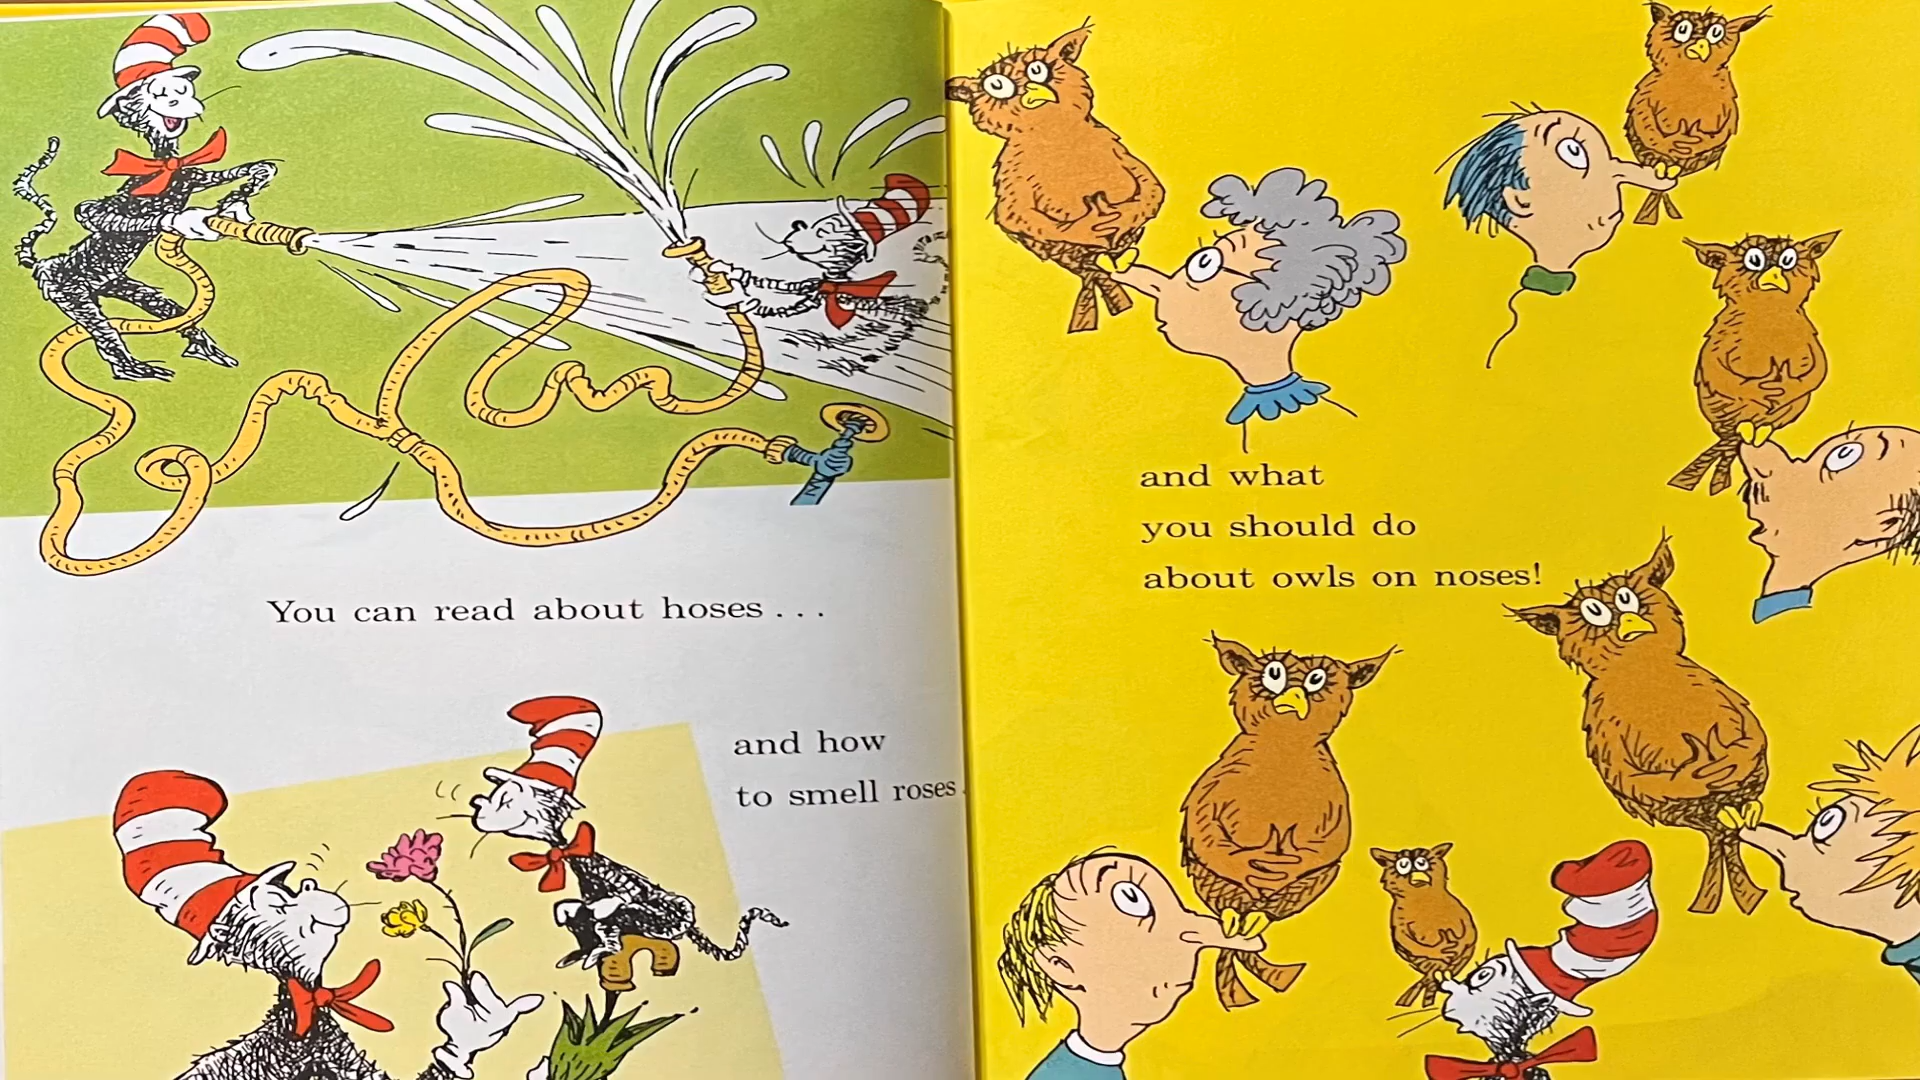 You can read about hoses . . .
and how
to smell roses.
and what
you should do
about owls on noses!